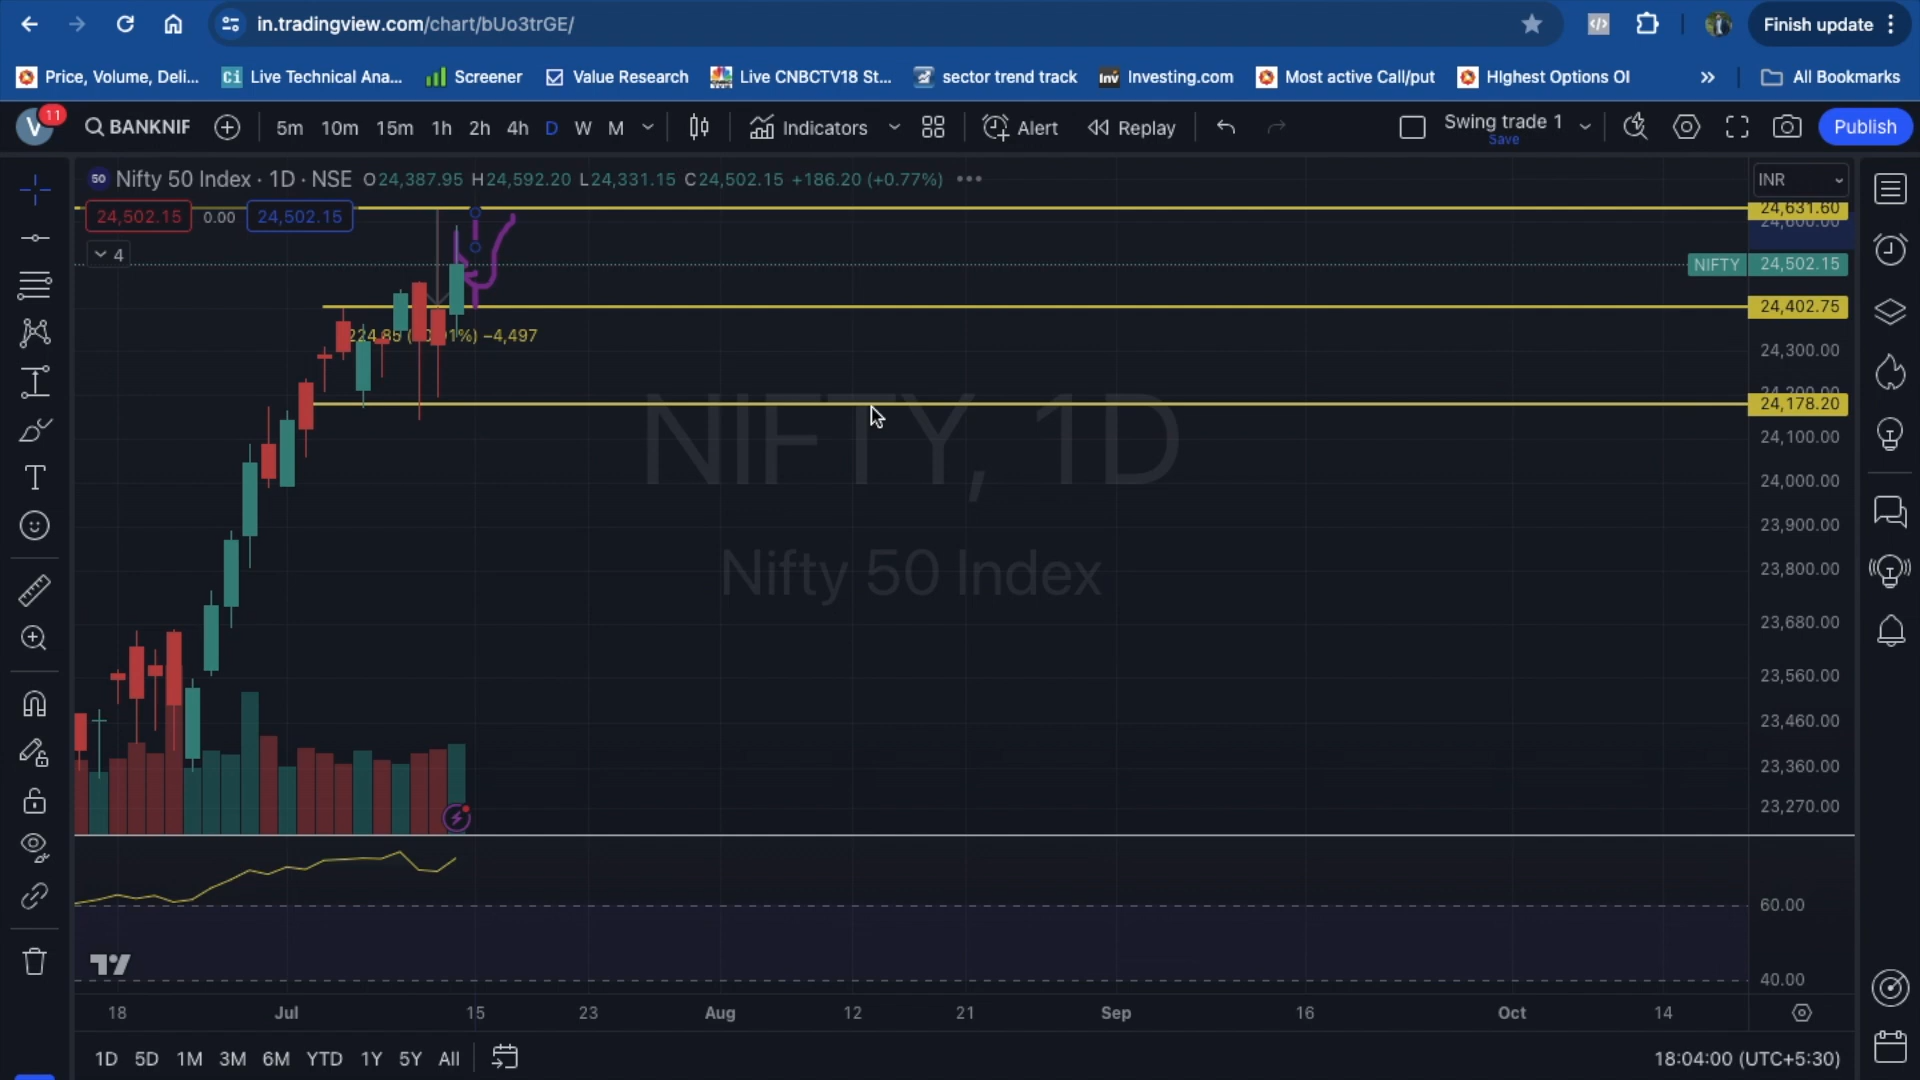 in.tradingview.com/chart/bUo3trGE/
Finish update
Price, Volume, Deli...
Live Technical Ana...
Screener
Value Research
Live CNBCTV18 St...
sector trend track
Investing.com
Most active Call/put
HIghest Options OI
All Bookmarks
V
11
BANKNIF
5m 10m 15m 1h 2h 4h D W M
Indicators
Alert
Replay
Swing trade 1
Save
Publish
50 Nifty 50 Index · 1D · NSE O24,387.95 H24,592.20 L24,331.15 C24,502.15 +186.20 (+0.77%)
INR
24,502.15 0.00 24,502.15
24,631.60
24,600.00
4
NIFTY 24,502.15
24,402.75
–4,497
24,300.00
24,200.00
24,178.20
NIFTY, 1D
Nifty 50 Index
24,100.00
24,000.00
23,900.00
23,800.00
23,680.00
23,560.00
23,460.00
23,360.00
23,270.00
60.00
40.00
18 Jul 15 23 Aug 12 21 Sep 16 Oct 14
1D 5D 1M 3M 6M YTD 1Y 5Y All
18:04:00 (UTC+5:30)